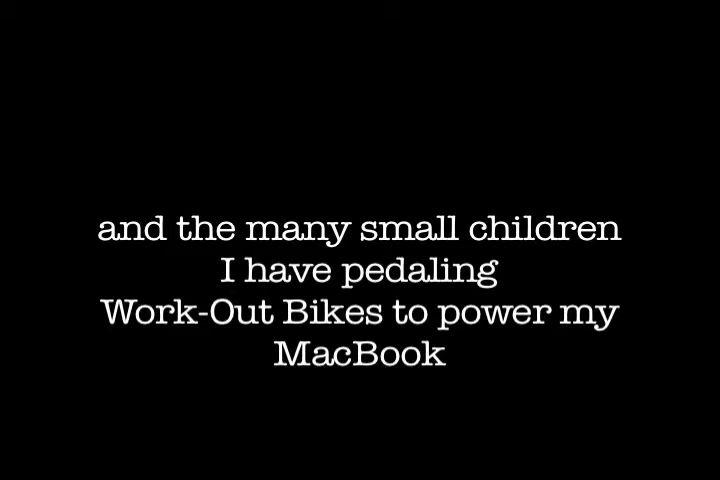 and the many small children
I have pedaling
Work-Out Bikes to power my
MacBook